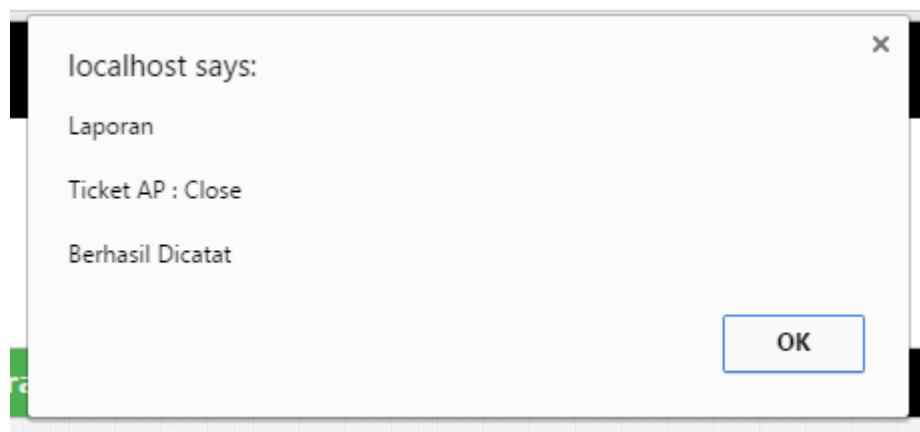 localhost says:
Laporan
Ticket AP : Close
Berhasil Dicatat
OK